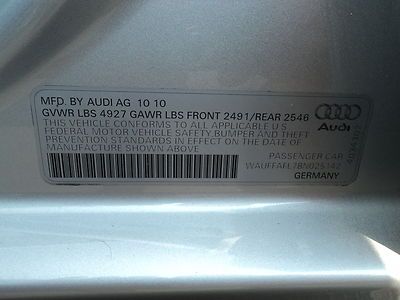 MFD. BY AUDI AG 10 10
GVWR LBS 4927 GAWR LBS FRONT 2491/REAR 2546
THIS VEHICLE CONFORMS TO ALL APPLICABLE U S
FEDERAL MOTOR VEHICLE SAFETY, BUMPER AND THEFT
PREVENTION STANDARDS IN EFFECT ON THE DATE OF
MANUFACTURE SHOWN ABOVE.
Audi
PASSENGER CAR
WAUFFAFL7BN025142
GERMANY